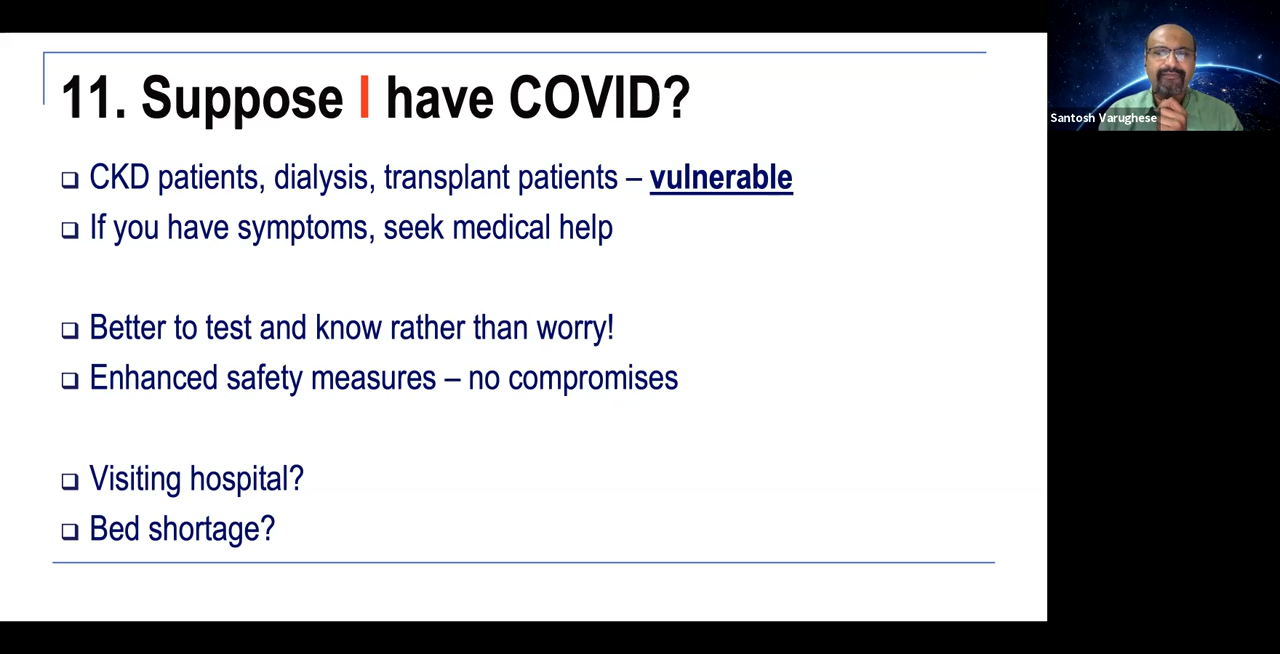 11. Suppose I have COVID?
CKD patients, dialysis, transplant patients – vulnerable
If you have symptoms, seek medical help
Better to test and know rather than worry!
Enhanced safety measures – no compromises
Visiting hospital?
Bed shortage?
Santosh Varughese